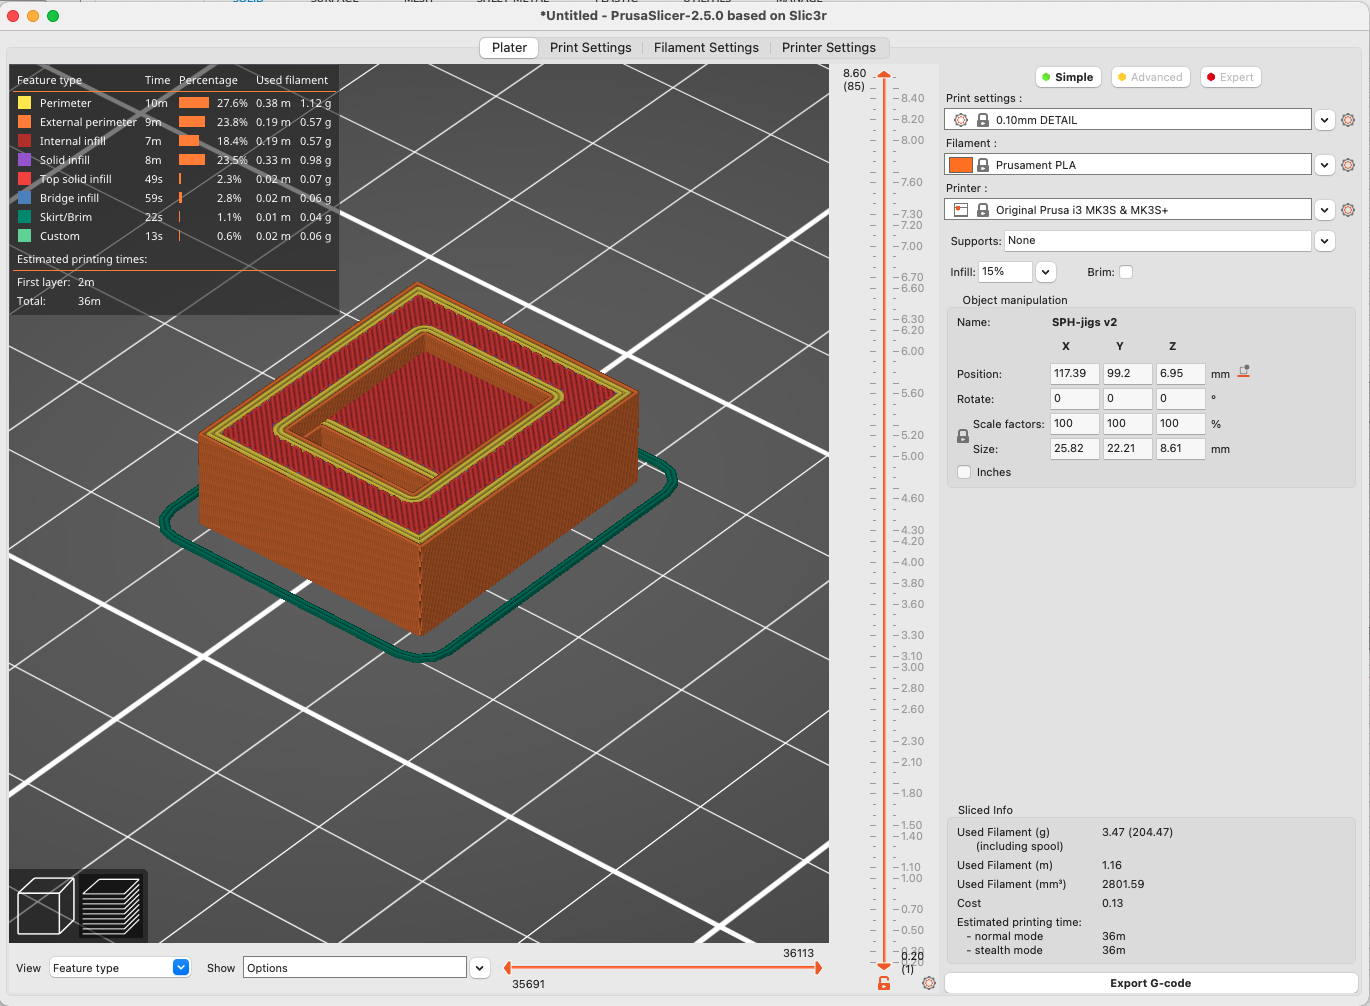 SOLID SURFACE MESH SHEET METAL PLASTIC UTILITIES MANAGE
*Untitled - PrusaSlicer-2.5.0 based on Slic3r
Plater Print Settings Filament Settings Printer Settings
Feature type Time Percentage Used filament
Perimeter 10m 27.6% 0.38 m 1.12 g
External perimeter 9m 23.8% 0.19 m 0.57 g
Internal infill 7m 18.4% 0.19 m 0.57 g
Solid infill 8m 23.5% 0.33 m 0.98 g
Top solid infill 49s 2.3% 0.02 m 0.07 g
Bridge infill 59s 2.8% 0.02 m 0.06 g
Skirt/Brim 22s 1.1% 0.01 m 0.04 g
Custom 13s 0.6% 0.02 m 0.06 g
Estimated printing times:
First layer: 2m
Total: 36m
8.60
(85)
8.40
8.20
8.00
7.60
7.30
7.20
7.00
6.70
6.60
6.30
6.20
6.00
5.60
5.20
5.00
4.60
4.30
4.20
4.00
3.80
3.60
3.30
3.10
3.00
2.80
2.60
2.30
2.10
1.80
1.50
1.40
1.10
1.00
0.70
0.50
0.20
(1)
Simple Advanced Expert
Print settings :
0.10mm DETAIL
Filament :
Prusament PLA
Printer :
Original Prusa i3 MK3S & MK3S+
Supports: None
Infill: 15% Brim:
Object manipulation
Name: SPH-jigs v2
X Y Z
Position: 117.39 99.2 6.95 mm
Rotate: 0 0 0 °
Scale factors: 100 100 100 %
Size: 25.82 22.21 8.61 mm
Inches
Sliced Info
Used Filament (g) 3.47 (204.47)
(including spool)
Used Filament (m) 1.16
Used Filament (mm³) 2801.59
Cost 0.13
Estimated printing time:
- normal mode 36m
- stealth mode 36m
View Feature type Show Options
36113
35691
Export G-code